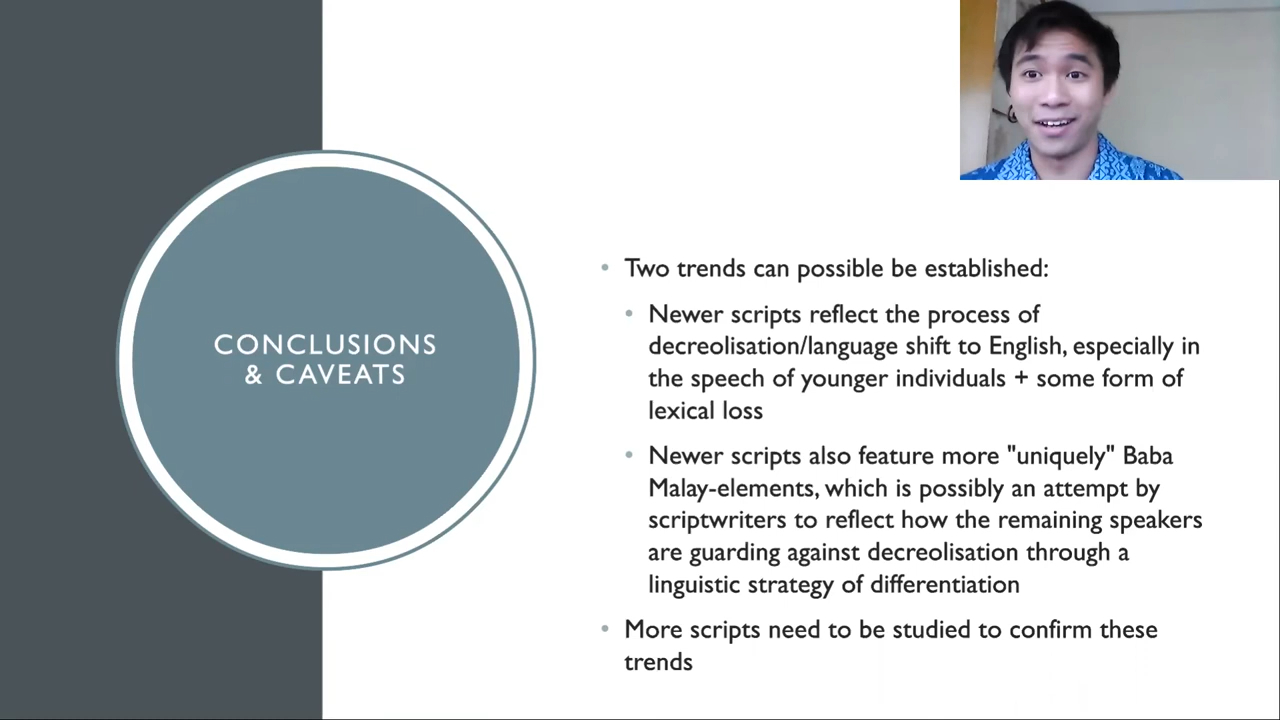 CONCLUSIONS
& CAVEATS
• Two trends can possible be established:
• Newer scripts reflect the process of
decreolisation/language shift to English, especially in
the speech of younger individuals + some form of
lexical loss
• Newer scripts also feature more "uniquely" Baba
Malay-elements, which is possibly an attempt by
scriptwriters to reflect how the remaining speakers
are guarding against decreolisation through a
linguistic strategy of differentiation
• More scripts need to be studied to confirm these
trends